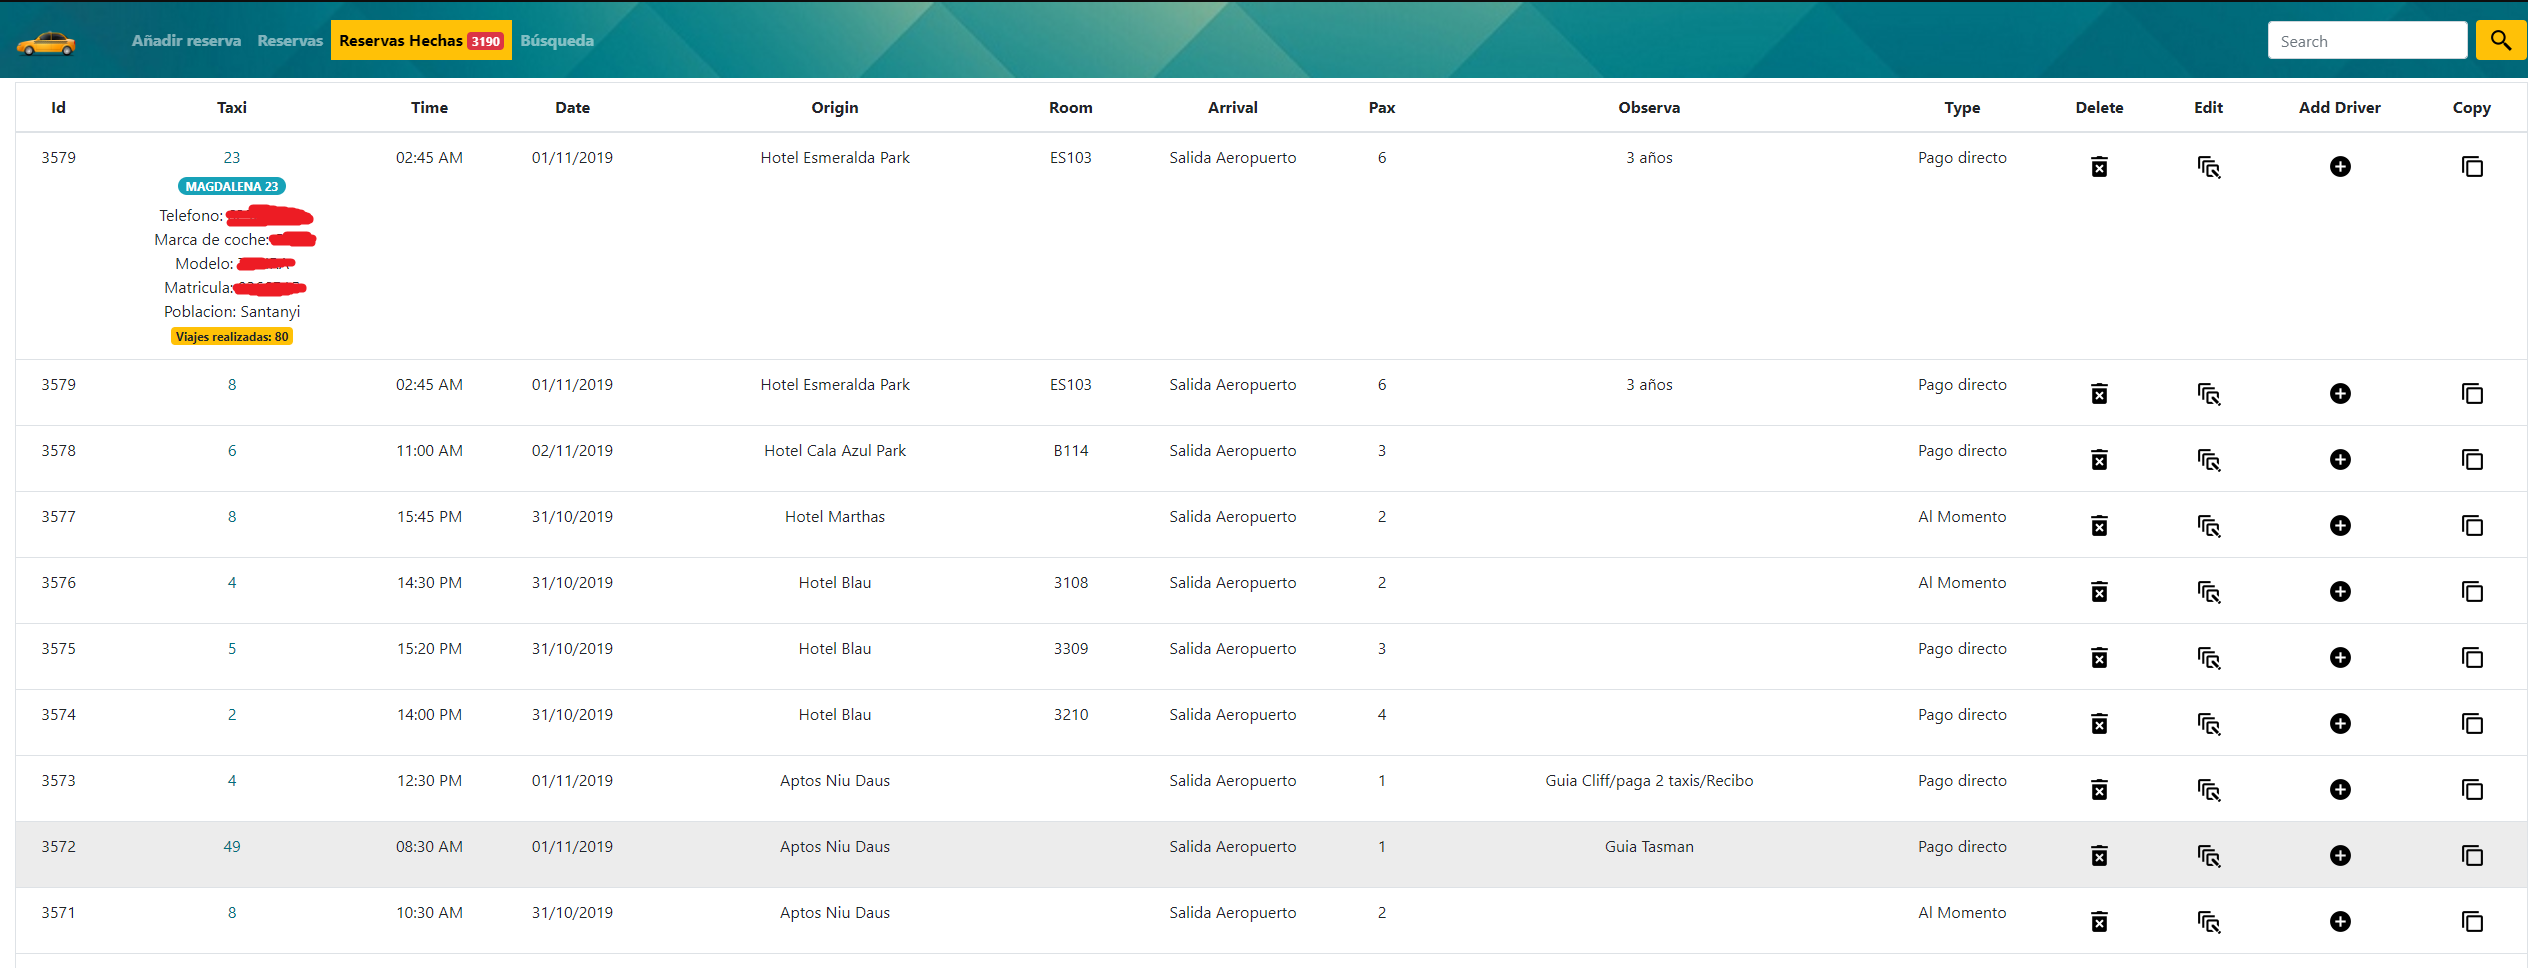 Añadir reserva Reservas Reservas Hechas 3190 Búsqueda Search
Id Taxi Time Date Origin Room Arrival Pax Observa Type Delete Edit Add Driver Copy
3579 23 02:45 AM 01/11/2019 Hotel Esmeralda Park ES103 Salida Aeropuerto 6 3 años Pago directo
MAGDALENA 23
Telefono:
Marca de coche:
Modelo:
Matricula:
Poblacion: Santanyi
Viajes realizadas: 80
3579 8 02:45 AM 01/11/2019 Hotel Esmeralda Park ES103 Salida Aeropuerto 6 3 años Pago directo
3578 6 11:00 AM 02/11/2019 Hotel Cala Azul Park B114 Salida Aeropuerto 3 Pago directo
3577 8 15:45 PM 31/10/2019 Hotel Marthas Salida Aeropuerto 2 Al Momento
3576 4 14:30 PM 31/10/2019 Hotel Blau 3108 Salida Aeropuerto 2 Al Momento
3575 5 15:20 PM 31/10/2019 Hotel Blau 3309 Salida Aeropuerto 3 Pago directo
3574 2 14:00 PM 31/10/2019 Hotel Blau 3210 Salida Aeropuerto 4 Pago directo
3573 4 12:30 PM 01/11/2019 Aptos Niu Daus Salida Aeropuerto 1 Guia Cliff/paga 2 taxis/Recibo Pago directo
3572 49 08:30 AM 01/11/2019 Aptos Niu Daus Salida Aeropuerto 1 Guia Tasman Pago directo
3571 8 10:30 AM 31/10/2019 Aptos Niu Daus Salida Aeropuerto 2 Al Momento